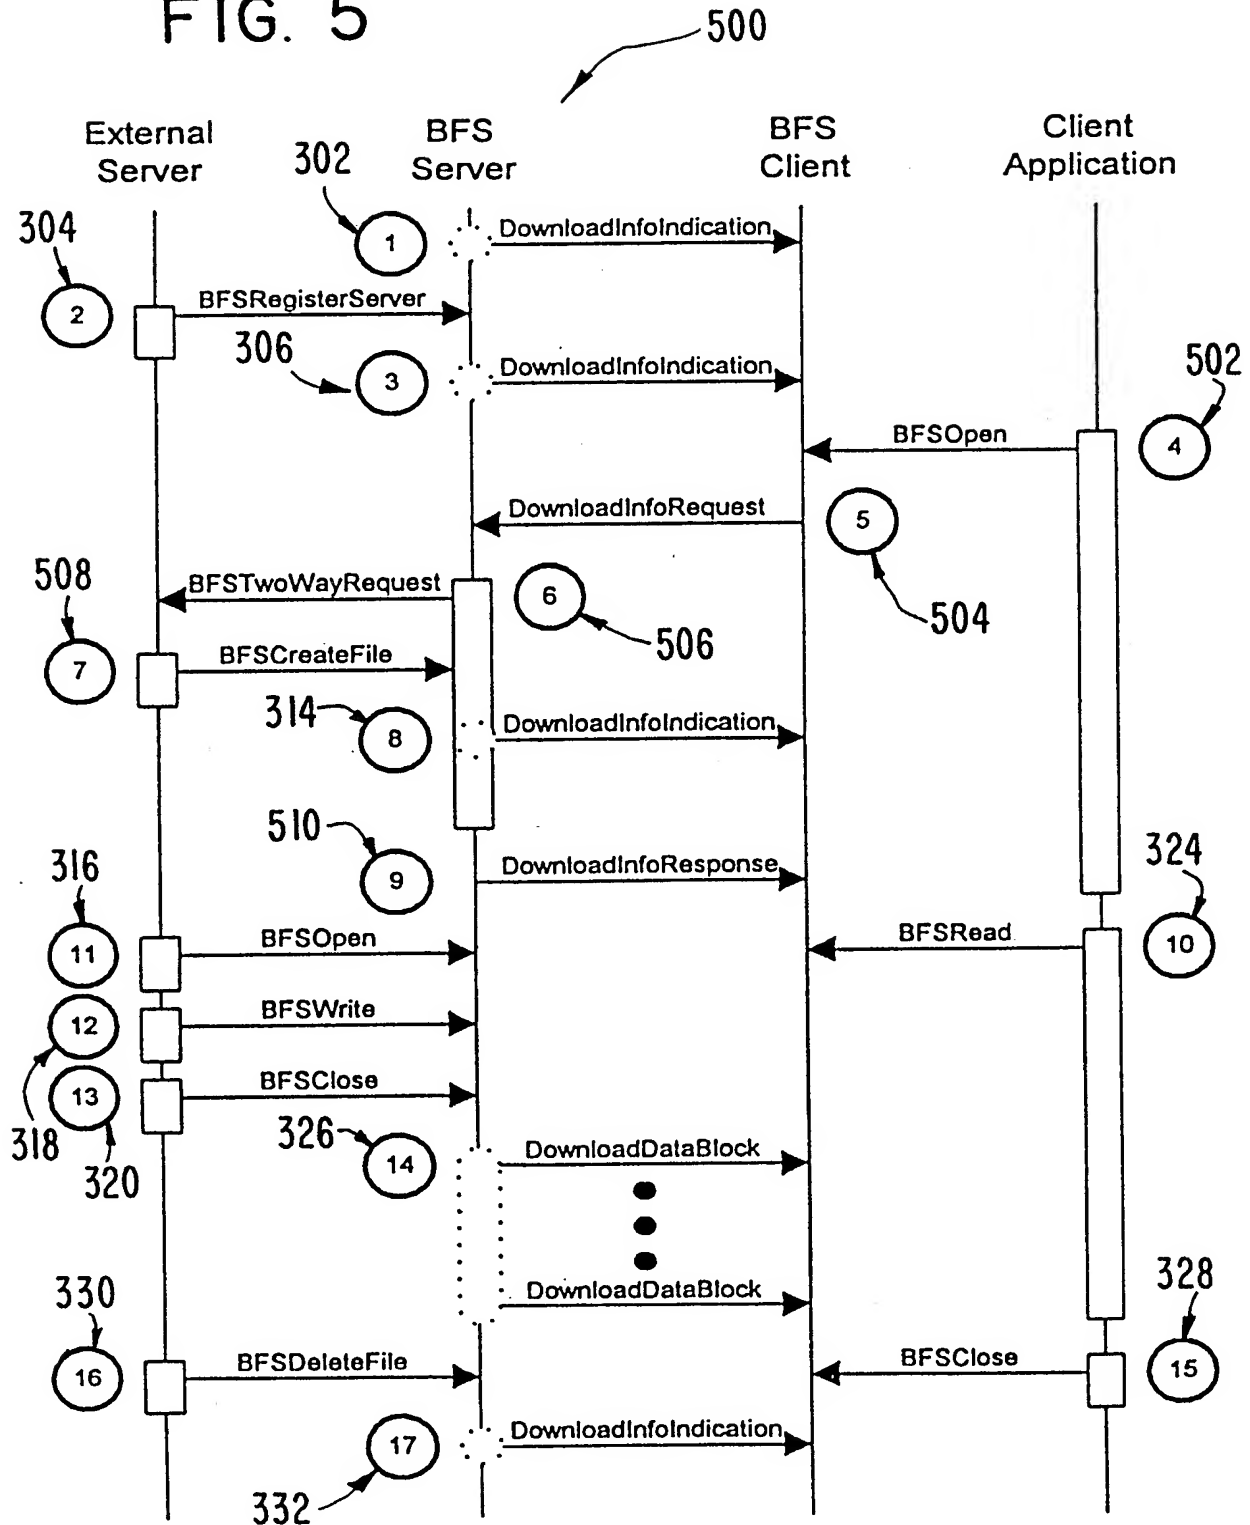 FIG. 5
500
External
Server
BFS
Server
BFS
Client
Client
Application
302
304
1
DownloadInfoIndication
2
BFSRegisterServer
306
3
DownloadInfoIndication
502
BFSOpen
4
DownloadInfoRequest
5
504
508
BFSTwoWayRequest
6
506
7
BFSCreateFile
314
8
DownloadInfoIndication
510
9
DownloadInfoResponse
316
324
11
BFSOpen
BFSRead
10
12
BFSWrite
318
13
BFSClose
320
326
14
DownloadDataBlock
DownloadDataBlock
330
328
16
BFSDeleteFile
BFSClose
15
17
DownloadInfoIndication
332